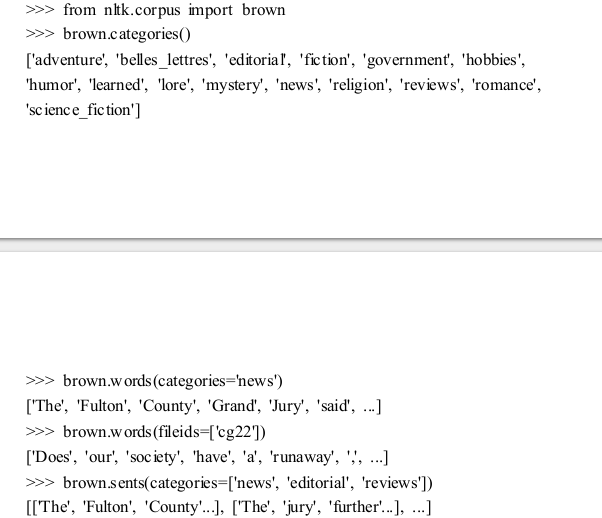 >>> from nltk.corpus import brown
>>> brown.categories()
['adventure', 'belles_lettres', 'editorial', 'fiction', 'government', 'hobbies',
'humor', 'learned', 'lore', 'mystery', 'news', 'religion', 'reviews', 'romance',
'science_fiction']
>>> brown.words(categories='news')
['The', 'Fulton', 'County', 'Grand', 'Jury', 'said', ...]
>>> brown.words(fileids=['cg22'])
['Does', 'our', 'society', 'have', 'a', 'runaway', ',', ...]
>>> brown.sents(categories=['news', 'editorial', 'reviews'])
[['The', 'Fulton', 'County'...], ['The', 'jury', 'further'...], ...]